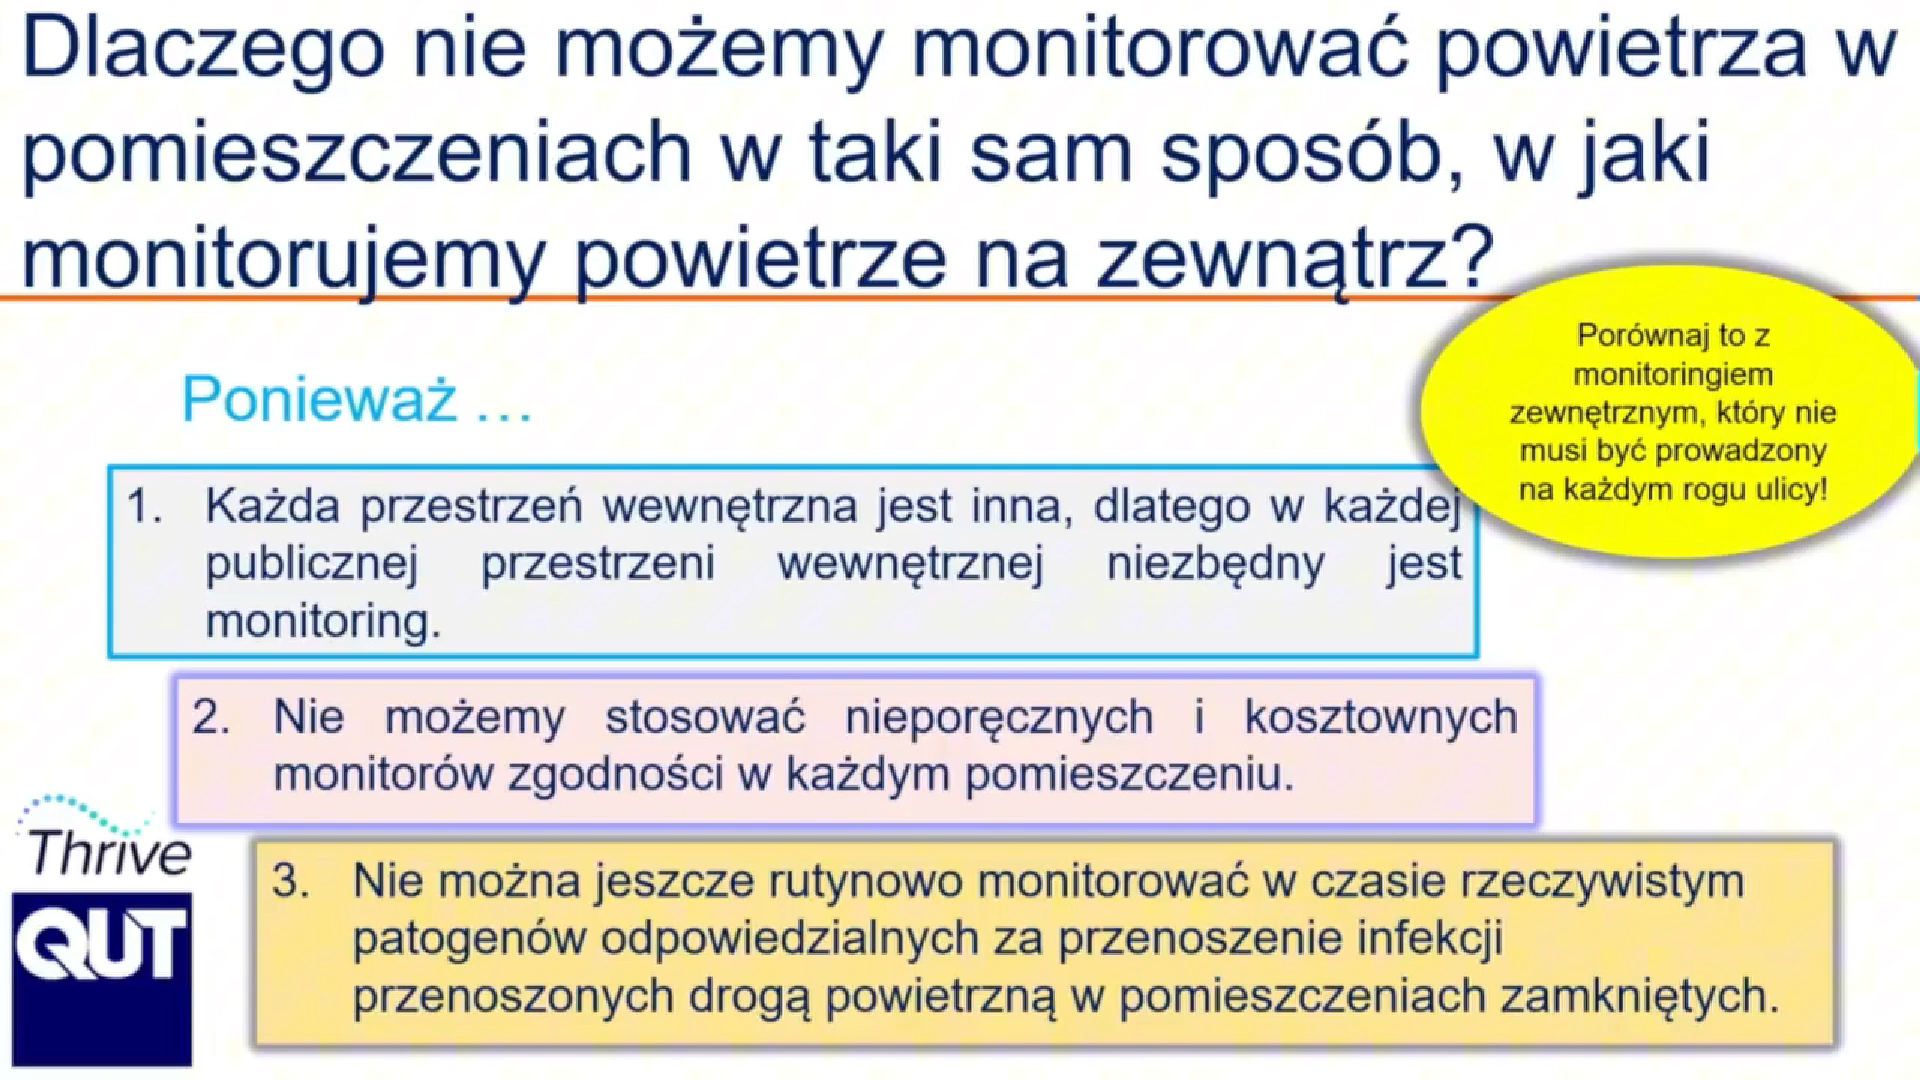 Dlaczego nie możemy monitorować powietrza w
pomieszczeniach w taki sam sposób, w jaki
monitorujemy powietrze na zewnątrz?
Porównaj to z
monitoringiem
zewnętrznym, który nie
musi być prowadzony
na każdym rogu ulicy!
Ponieważ …
1. Każda przestrzeń wewnętrzna jest inna, dlatego w każdej
publicznej przestrzeni wewnętrznej niezbędny jest
monitoring.
2. Nie możemy stosować nieporęcznych i kosztownych
monitorów zgodności w każdym pomieszczeniu.
3. Nie można jeszcze rutynowo monitorować w czasie rzeczywistym
patogenów odpowiedzialnych za przenoszenie infekcji
przenoszonych drogą powietrzną w pomieszczeniach zamkniętych.
Thrive
QUT